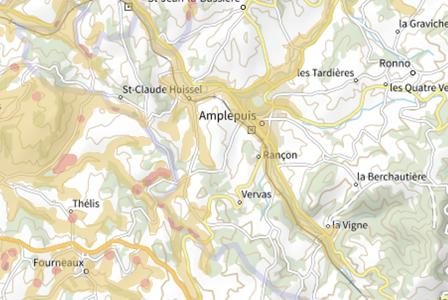 St-Jean-la-Bussière
la Graviche
Ronno
les Tardières
les Quatre Ve
St-Claude Huissel
Amplepuis
Rançon
la Berchautière
Vervas
Thélis
la Vigne
Fourneaux